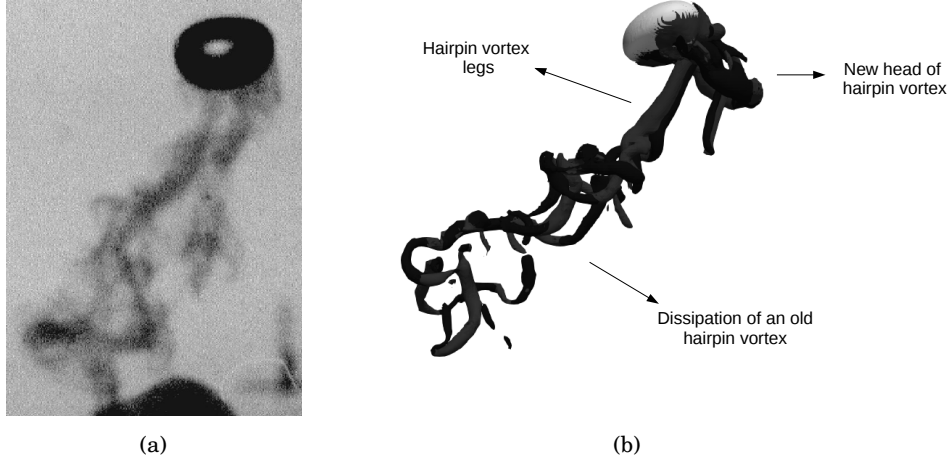 Hairpin vortex
legs
New head of
hairpin vortex
Dissipation of an old
hairpin vortex
(a)
(b)